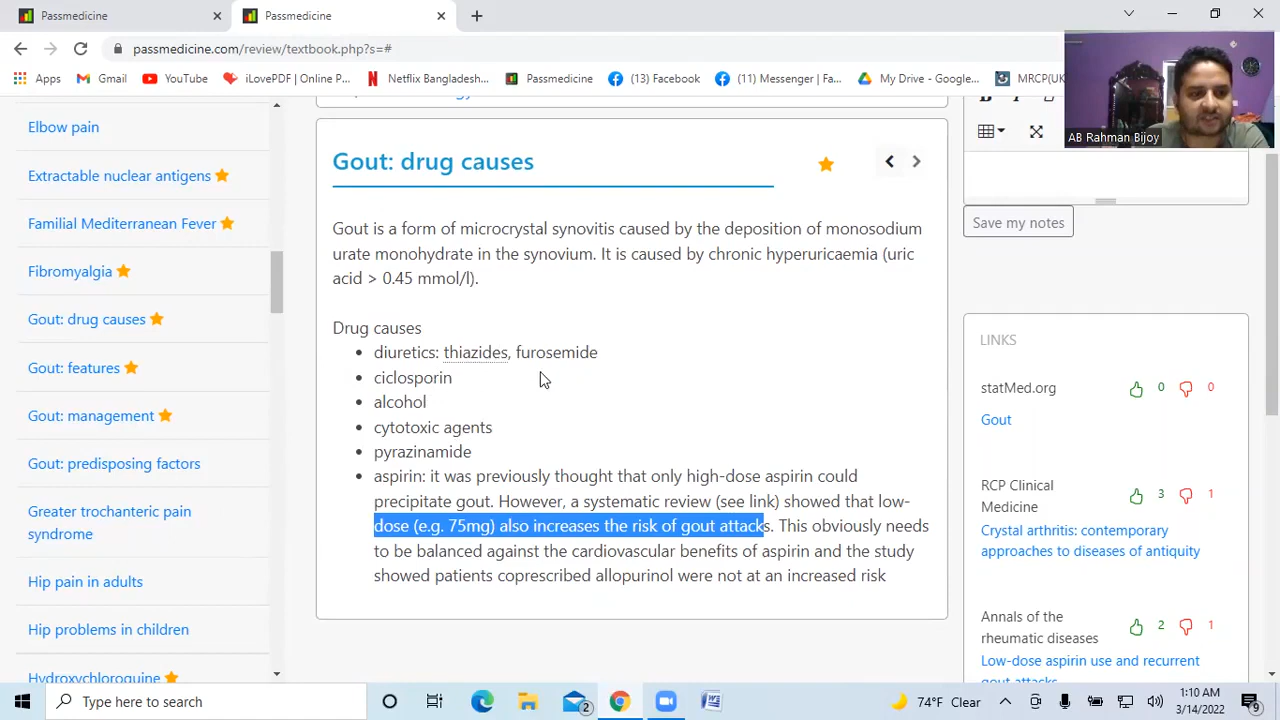 Passmedicine
Passmedicine
passmedicine.com/review/textbook.php?s=#
Apps
Gmail
YouTube
iLovePDF | Online P...
Netflix Bangladesh...
Passmedicine
(13) Facebook
(11) Messenger | Fa...
My Drive - Google...
MRCP(UK
AB Rahman Bijoy
Elbow pain
Extractable nuclear antigens
Familial Mediterranean Fever
Fibromyalgia
Gout: drug causes
Gout: features
Gout: management
Gout: predisposing factors
Greater trochanteric pain
syndrome
Hip pain in adults
Hip problems in children
Hydroxychloroquine
Gout: drug causes
Gout is a form of microcrystal synovitis caused by the deposition of monosodium
urate monohydrate in the synovium. It is caused by chronic hyperuricaemia (uric
acid > 0.45 mmol/l).
Drug causes
diuretics: thiazides, furosemide
ciclosporin
alcohol
cytotoxic agents
pyrazinamide
aspirin: it was previously thought that only high-dose aspirin could
precipitate gout. However, a systematic review (see link) showed that low-
dose (e.g. 75mg) also increases the risk of gout attacks. This obviously needs
to be balanced against the cardiovascular benefits of aspirin and the study
showed patients coprescribed allopurinol were not at an increased risk
Save my notes
LINKS
statMed.org
0
0
Gout
RCP Clinical
Medicine
3
1
Crystal arthritis: contemporary
approaches to diseases of antiquity
Annals of the
rheumatic diseases
2
1
Low-dose aspirin use and recurrent
gout attacks
Type here to search
2
74°F Clear
1:10 AM
3/14/2022
9